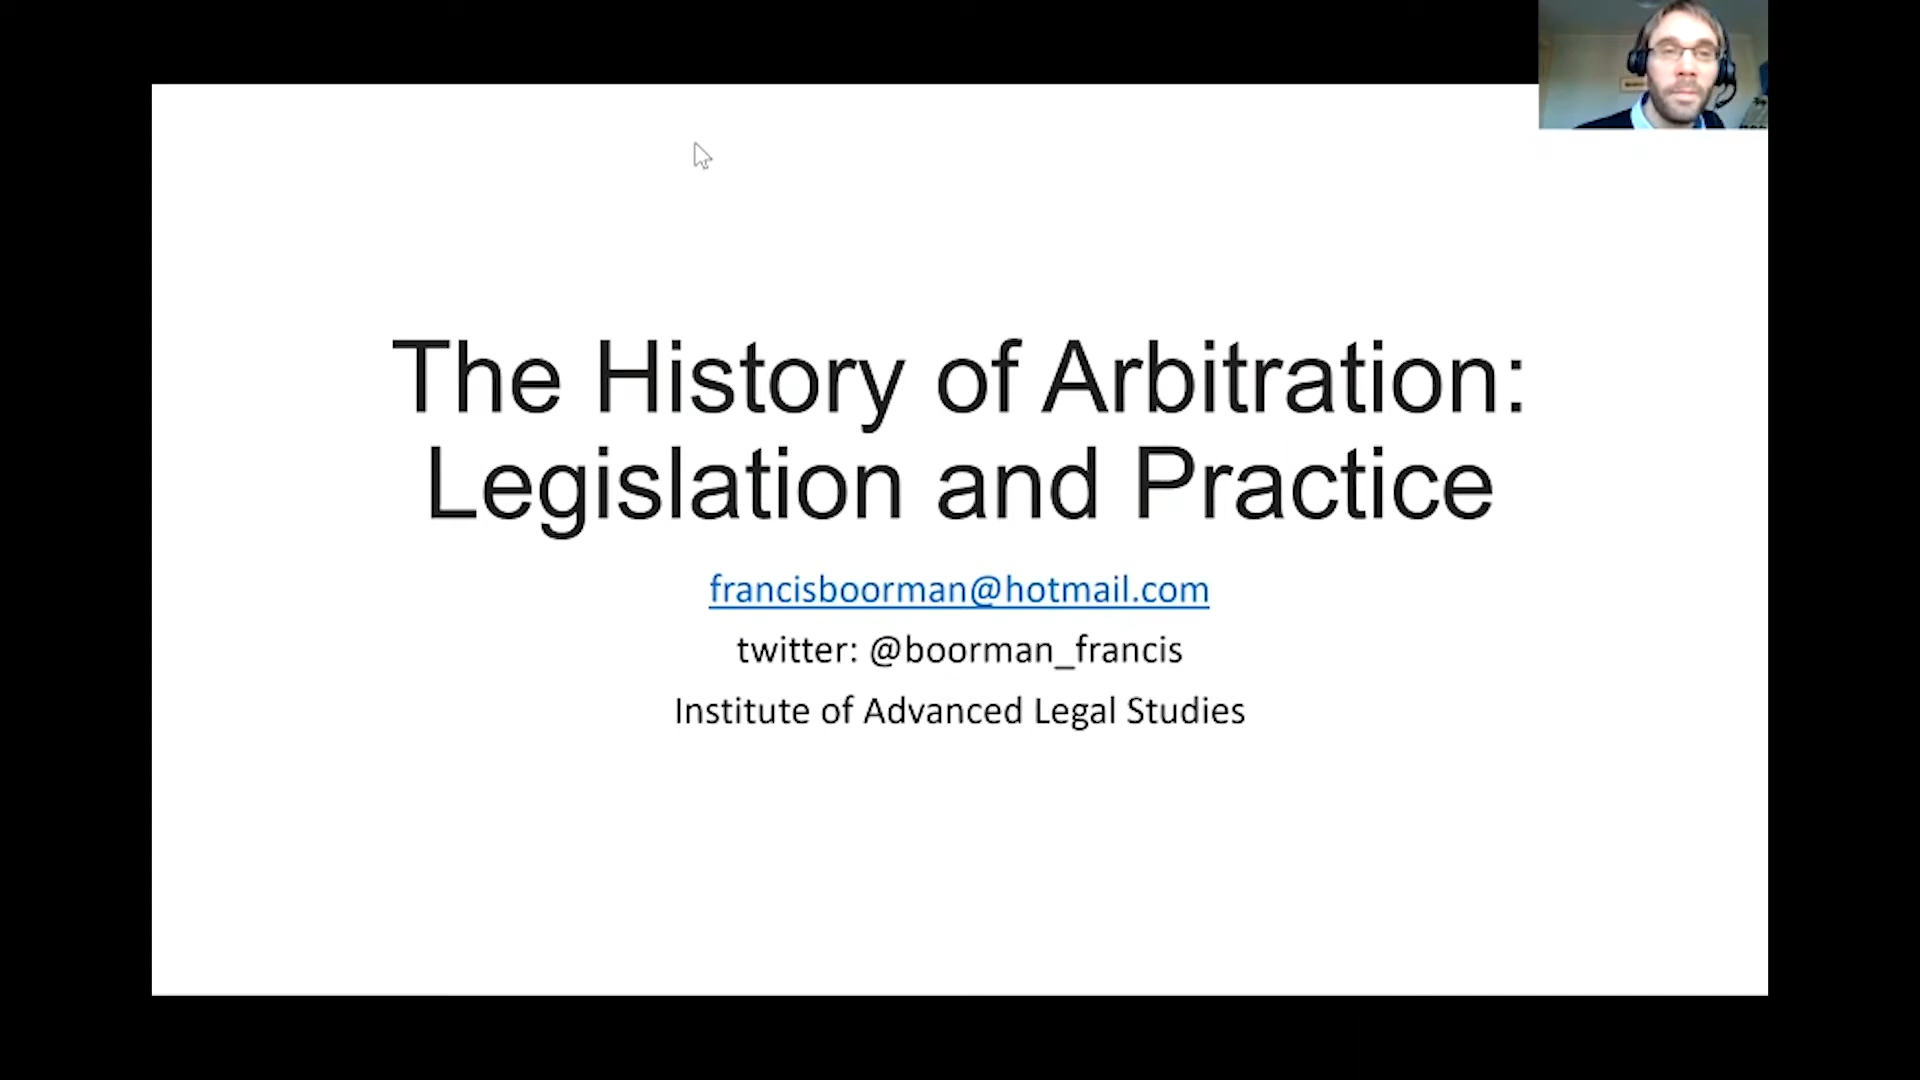 The History of Arbitration:
Legislation and Practice
francisboorman@hotmail.com
twitter: @boorman_francis
Institute of Advanced Legal Studies